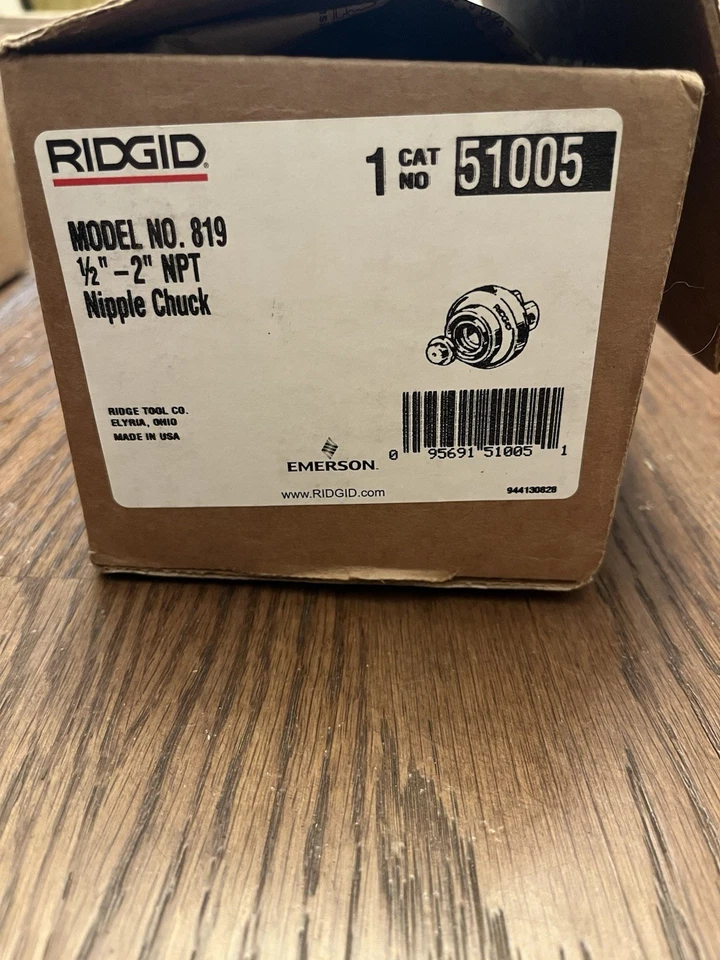 RIDGID®
1 CAT NO 51005
MODEL NO. 819
½" – 2" NPT
Nipple Chuck
RIDGID
RIDGE TOOL CO.
ELYRIA, OHIO
MADE IN USA
EMERSON.
0 95691 51005 1
www.RIDGID.com
944130828